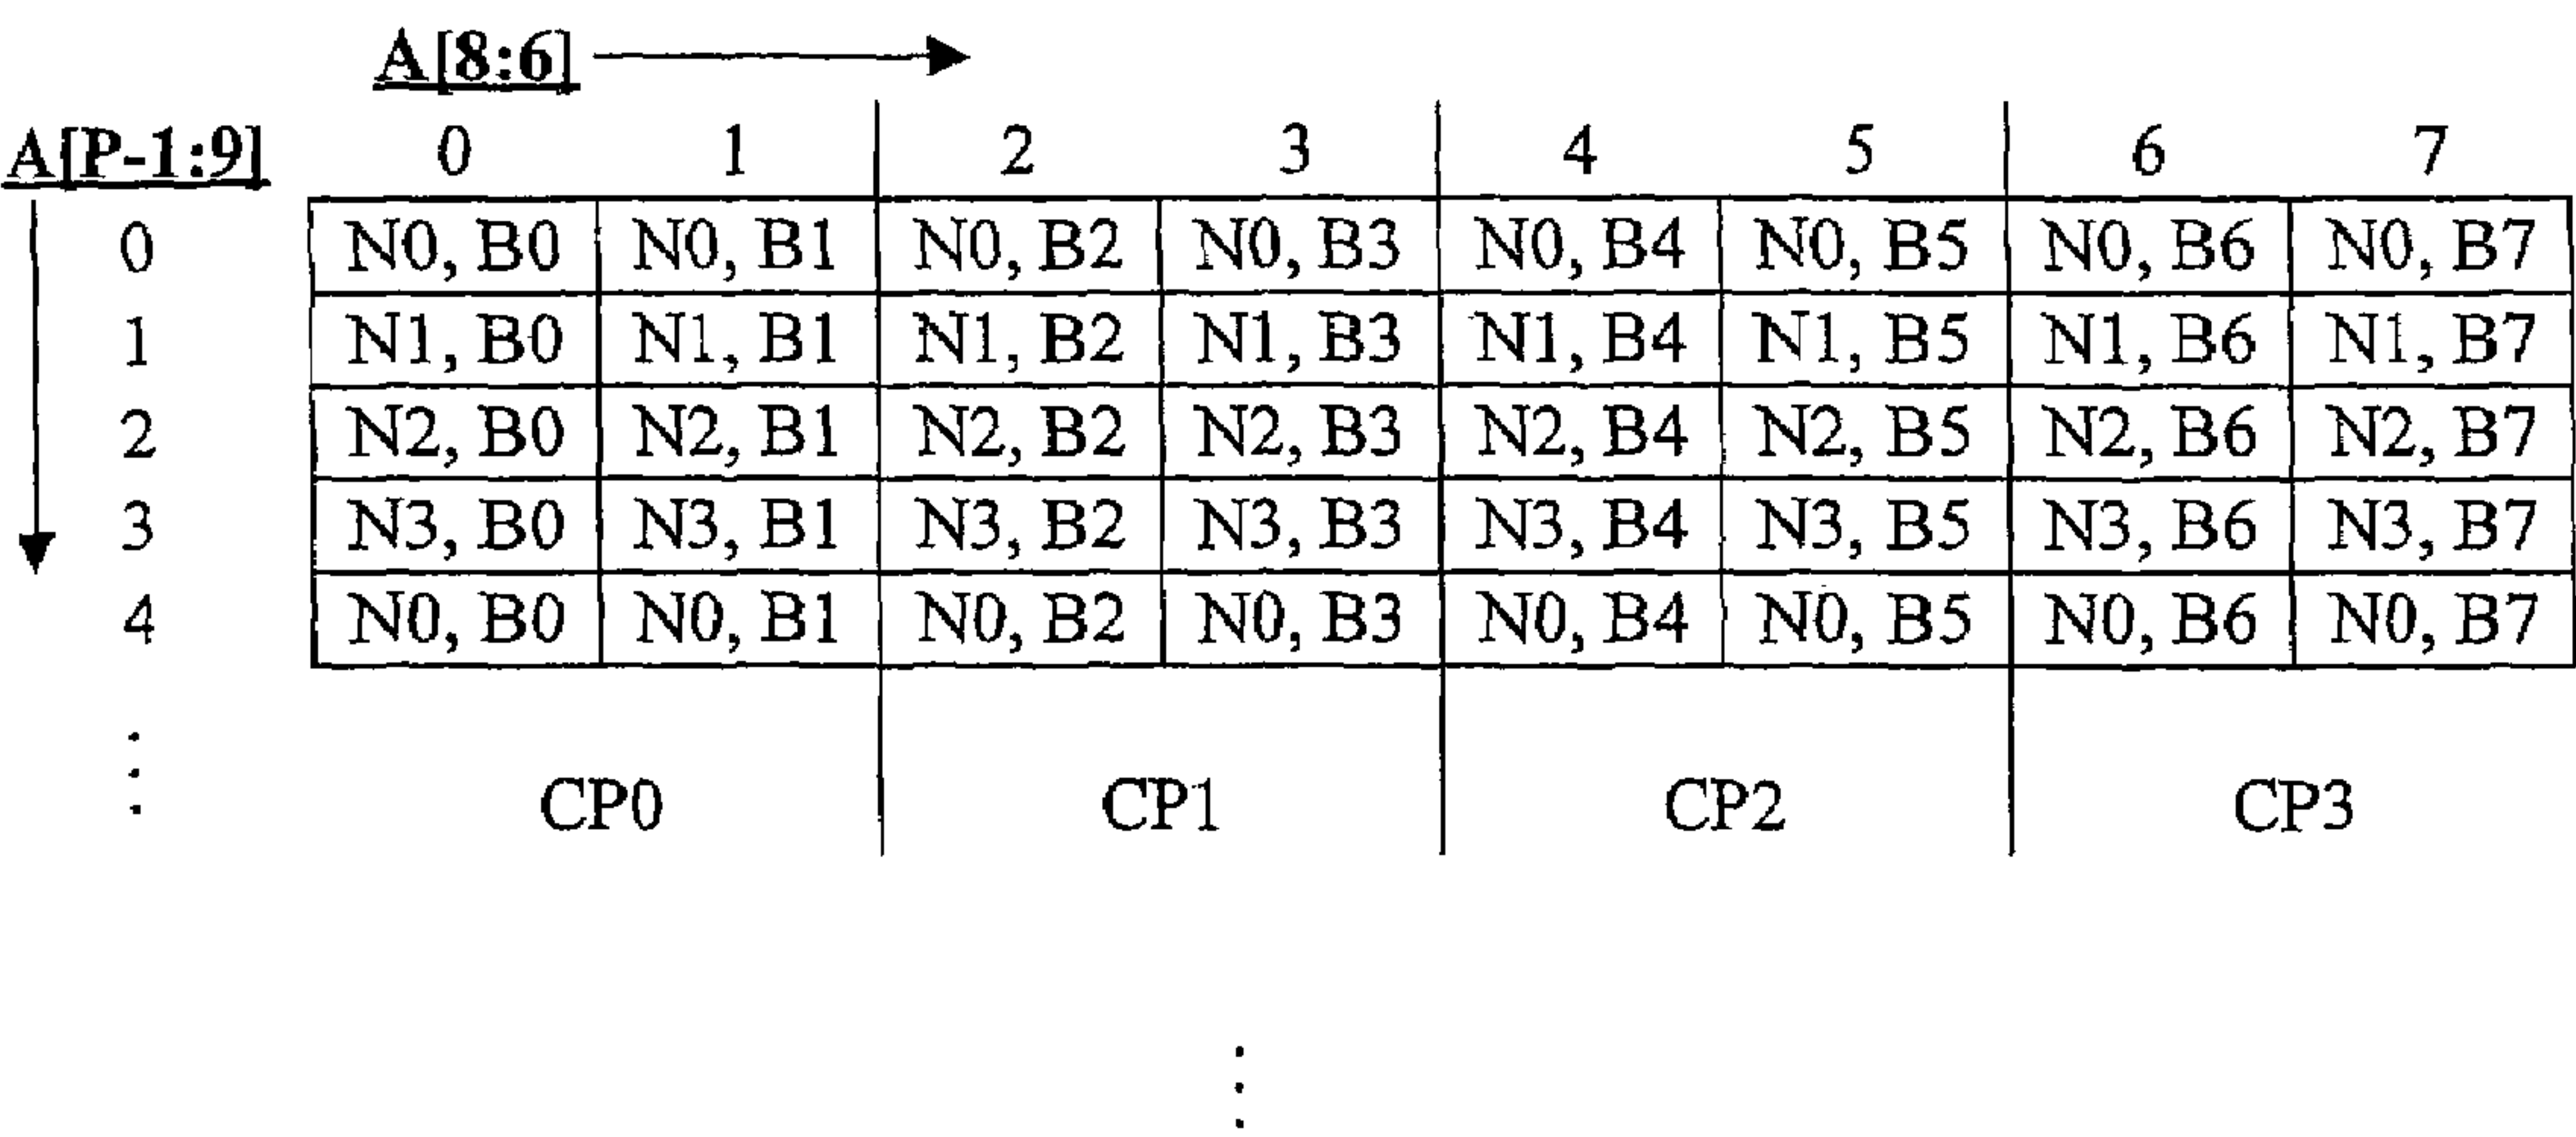 A[8:6]
A[P-1:9] 0 1 2 3 4 5 6 7
0 N0, B0 N0, B1 N0, B2 N0, B3 N0, B4 N0, B5 N0, B6 N0, B7
1 N1, B0 N1, B1 N1, B2 N1, B3 N1, B4 N1, B5 N1, B6 N1, B7
2 N2, B0 N2, B1 N2, B2 N2, B3 N2, B4 N2, B5 N2, B6 N2, B7
3 N3, B0 N3, B1 N3, B2 N3, B3 N3, B4 N3, B5 N3, B6 N3, B7
4 N0, B0 N0, B1 N0, B2 N0, B3 N0, B4 N0, B5 N0, B6 N0, B7
CP0 CP1 CP2 CP3